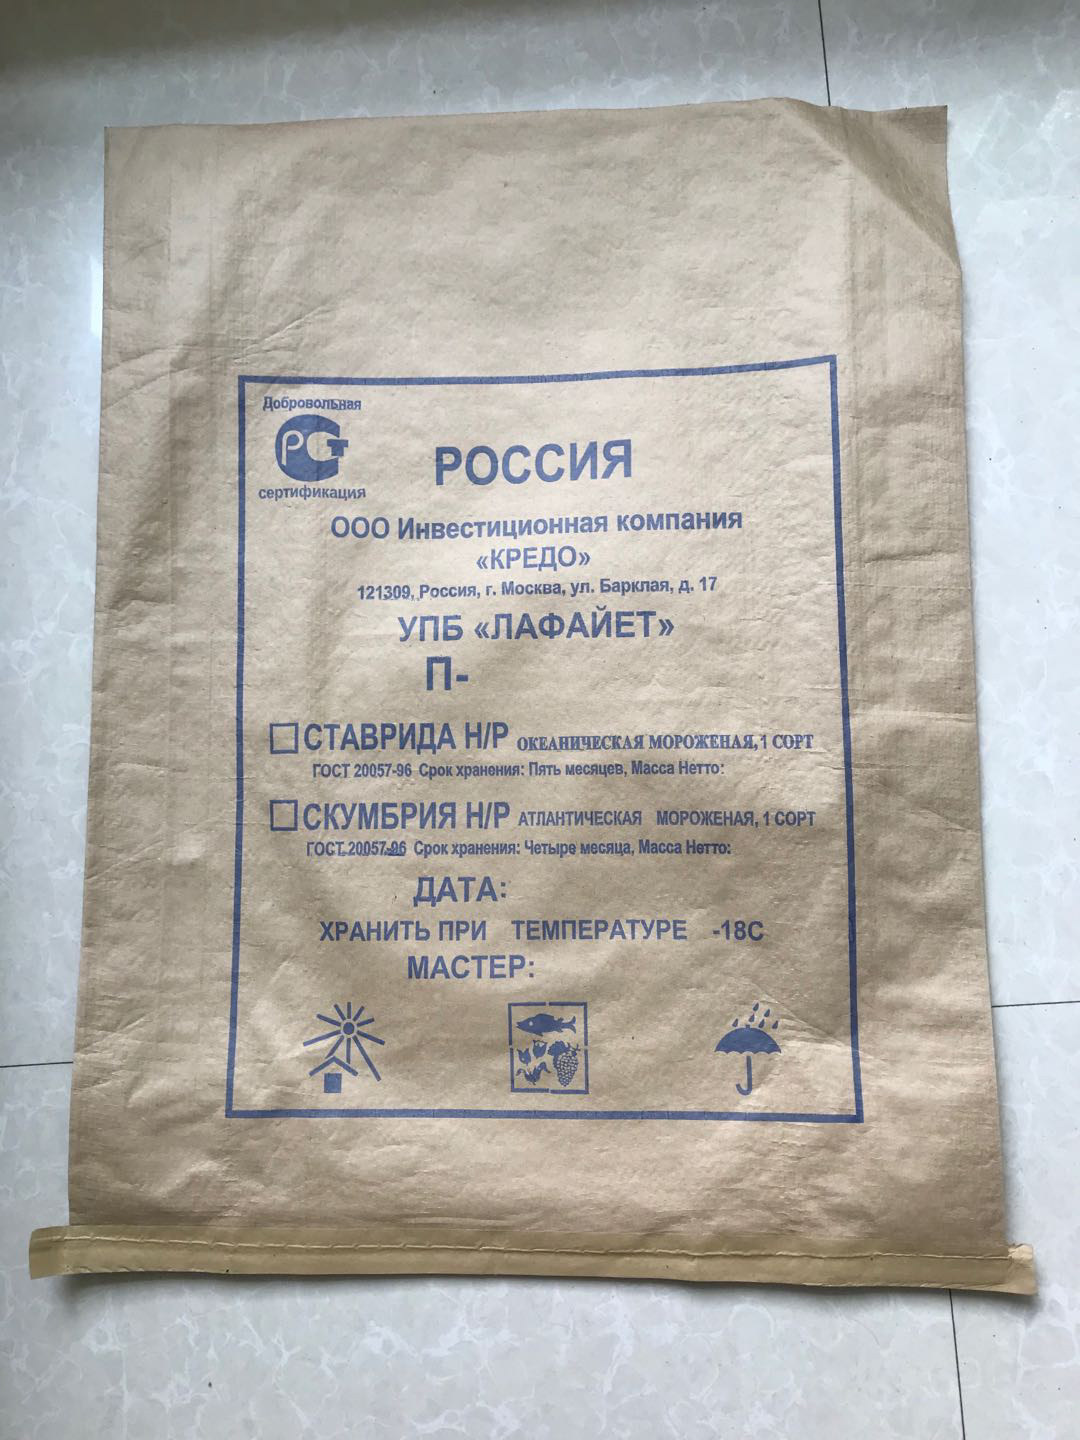 Добровольная
РСТ
сертификация
РОССИЯ
ООО Инвестиционная компания
«КРЕДО»
121309, Россия, г. Москва, ул. Барклая, д. 17
УПБ «ЛАФАЙЕТ»
П-
СТАВРИДА Н/Р ОКЕАНИЧЕСКАЯ МОРОЖЕНАЯ, 1 СОРТ
ГОСТ 20057-96 Срок хранения: Пять месяцев, Масса Нетто:
СКУМБРИЯ Н/Р АТЛАНТИЧЕСКАЯ МОРОЖЕНАЯ, 1 СОРТ
ГОСТ 20057-96 Срок хранения: Четыре месяца, Масса Нетто:
ДАТА:
ХРАНИТЬ ПРИ ТЕМПЕРАТУРЕ -18С
МАСТЕР: